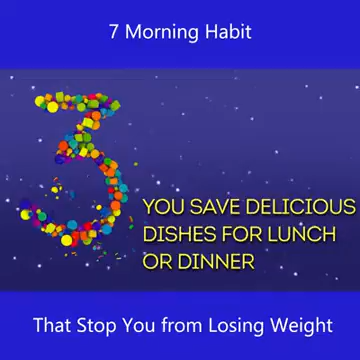 7 Morning Habit
3
YOU SAVE DELICIOUS
DISHES FOR LUNCH
OR DINNER
That Stop You from Losing Weight